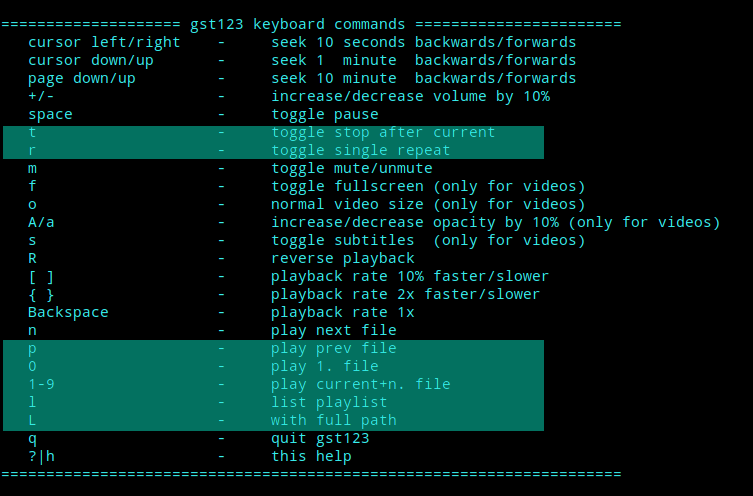 ==================== gst123 keyboard commands =======================
cursor left/right - seek 10 seconds backwards/forwards
cursor down/up - seek 1 minute backwards/forwards
page down/up - seek 10 minute backwards/forwards
+/- - increase/decrease volume by 10%
space - toggle pause
t - toggle stop after current
r - toggle single repeat
m - toggle mute/unmute
f - toggle fullscreen (only for videos)
o - normal video size (only for videos)
A/a - increase/decrease opacity by 10% (only for videos)
s - toggle subtitles (only for videos)
R - reverse playback
[ ] - playback rate 10% faster/slower
{ } - playback rate 2x faster/slower
Backspace - playback rate 1x
n - play next file
p - play prev file
0 - play 1. file
1-9 - play current+n. file
l - list playlist
L - with full path
q - quit gst123
?|h - this help
=====================================================================